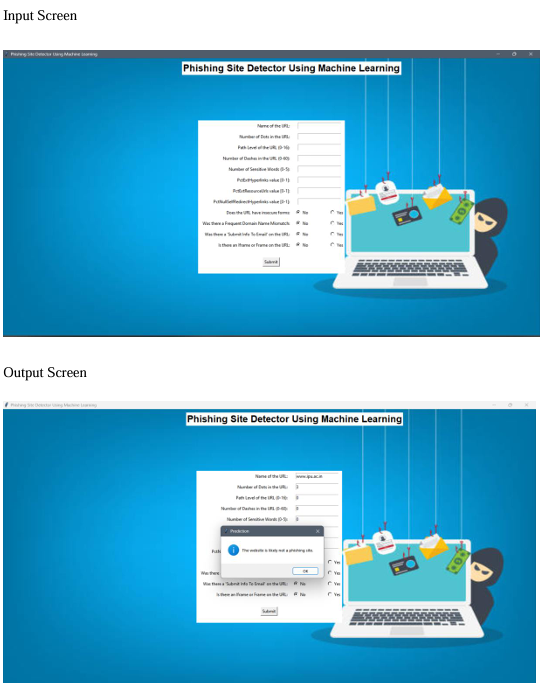 Input Screen
Phishing Site Detector Using Machine Learning
Phishing Site Detector Using Machine Learning
Name of the URL:
Number of Dots in the URL:
Path Level of the URL (0-16):
Number of Dashes in the URL (0-40):
Number of Sensitive Words (0-5):
PctExtHyperlinks value [0-1]:
PctExtResourceUrls value [0-1]:
PctNullSelfRedirectHyperlinks value [0-1]:
Does the URL have insecure forms No Yes
Was there a Frequent Domain Name Mismatch: No Yes
Was there a 'Submit Info To Email' on the URL: No Yes
Is there an Iframe or Frame on the URL: No Yes
Submit
Output Screen
Phishing Site Detector Using Machine Learning
Phishing Site Detector Using Machine Learning
Name of the URL:
Number of Dots in the URL: 3
Path Level of the URL (0-16): 0
Number of Dashes in the URL (0-40): 0
Number of Sensitive Words (0-5): 0
Prediction
The website is likely not a phishing site.
Yes
OK
Was there Yes
Was there a 'Submit Info To Email' on the URL: No Yes
Is there an Iframe or Frame on the URL: No Yes
Submit